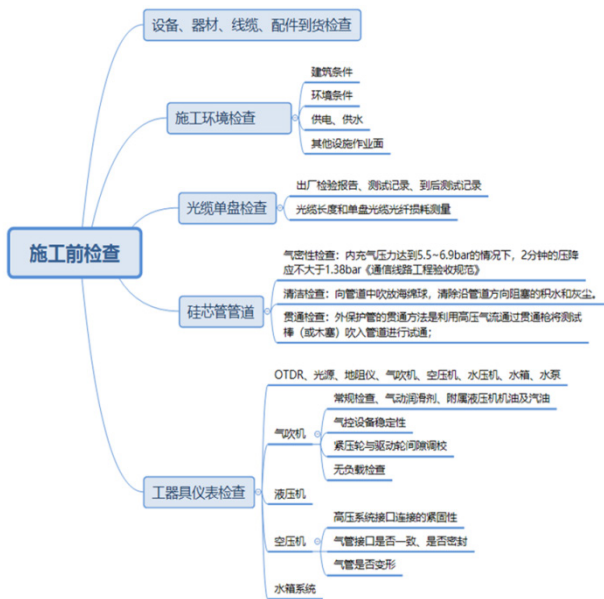 设备、器材、线缆、配件到货检查
建筑条件
环境条件
施工环境检查
供电、供水
其他设施作业面
出厂检验报告、测试记录、到后测试记录
光缆单盘检查
光缆长度和单盘光缆光纤损耗测量
施工前检查
气密性检查：内充气压力达到5.5~6.9bar的情况下，2分钟的压降
应不大于1.38bar《通信线路工程验收规范》
硅芯管管道
清洁检查：向管道中吹放海绵球，清除沿管道方向阻塞的积水和灰尘。
贯通检查：外保护管的贯通方法是利用高压气流通过贯通枪将测试
棒（或木塞）吹入管道进行试通；
OTDR、光源、地阻仪、气吹机、空压机、水压机、水箱、水泵
常规检查、气动润滑剂、附属液压机机油及汽油
气吹机
气控设备稳定性
紧压轮与驱动轮间隙调校
无负载检查
工器具仪表检查
液压机
高压系统接口连接的紧固性
空压机
气管接口是否一致、是否密封
气管是否变形
水箱系统